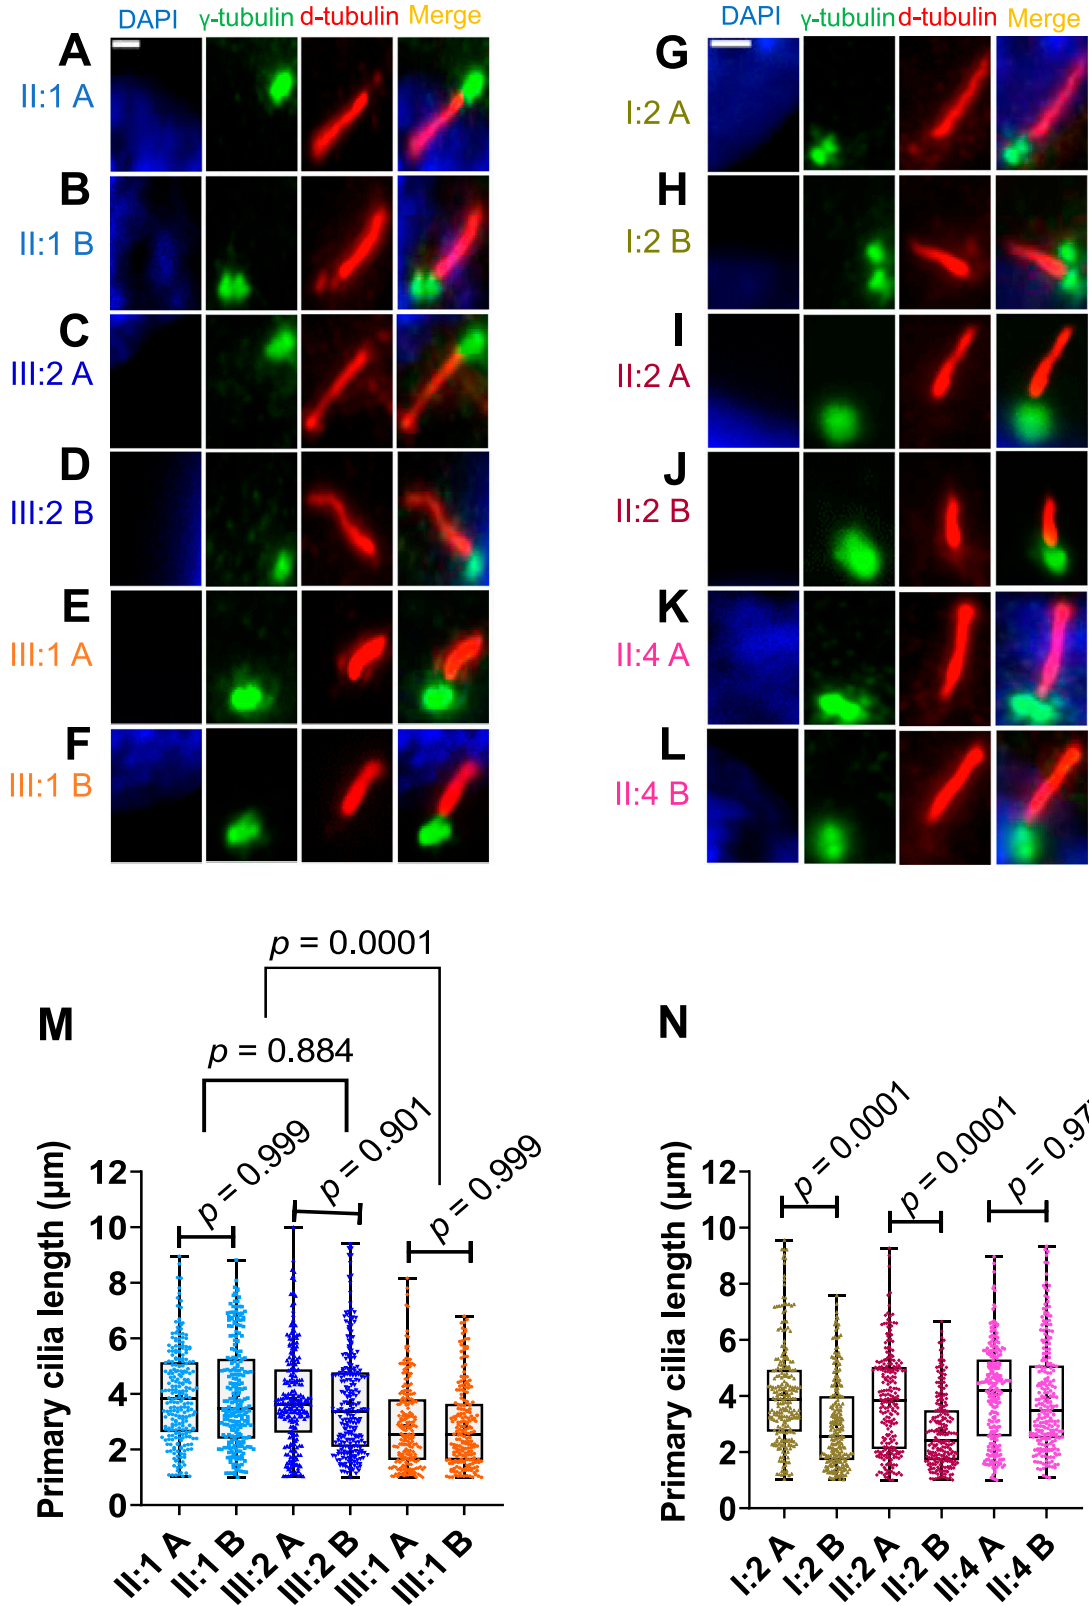 DAPI γ-tubulin d-tubulin Merge
A
II:1 A
B
II:1 B
C
III:2 A
D
III:2 B
E
III:1 A
F
III:1 B
DAPI γ-tubulin d-tubulin Merge
G
I:2 A
H
I:2 B
I
II:2 A
J
II:2 B
K
II:4 A
L
II:4 B
M
p = 0.0001
p = 0.884
p = 0.999
p = 0.901
p = 0.999
Primary cilia length (μm)
12
10
8
6
4
2
0
II:1 A
II:1 B
III:2 A
III:2 B
III:1 A
III:1 B
N
p = 0.0001
p = 0.0001
p = 0.97
Primary cilia length (μm)
12
10
8
6
4
2
0
I:2 A
I:2 B
II:2 A
II:2 B
II:4 A
II:4 B